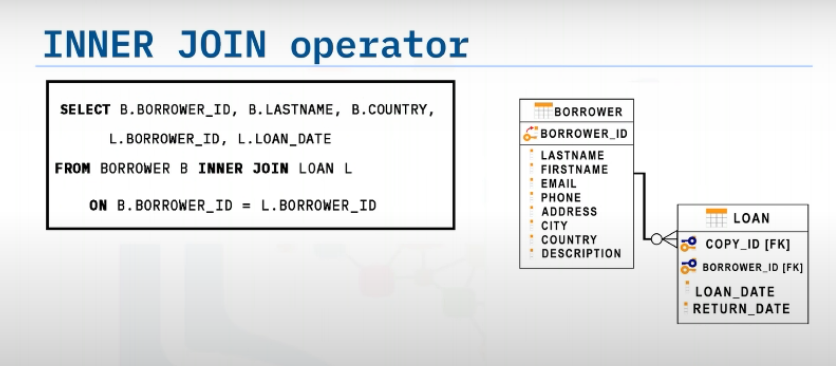 INNER JOIN operator
SELECT B.BORROWER_ID, B.LASTNAME, B.COUNTRY,
L.BORROWER_ID, L.LOAN_DATE
FROM BORROWER B INNER JOIN LOAN L
ON B.BORROWER_ID = L.BORROWER_ID
BORROWER
BORROWER_ID
LASTNAME
FIRSTNAME
EMAIL
PHONE
ADDRESS
CITY
COUNTRY
DESCRIPTION
LOAN
COPY_ID [FK]
BORROWER_ID [FK]
LOAN_DATE
RETURN_DATE